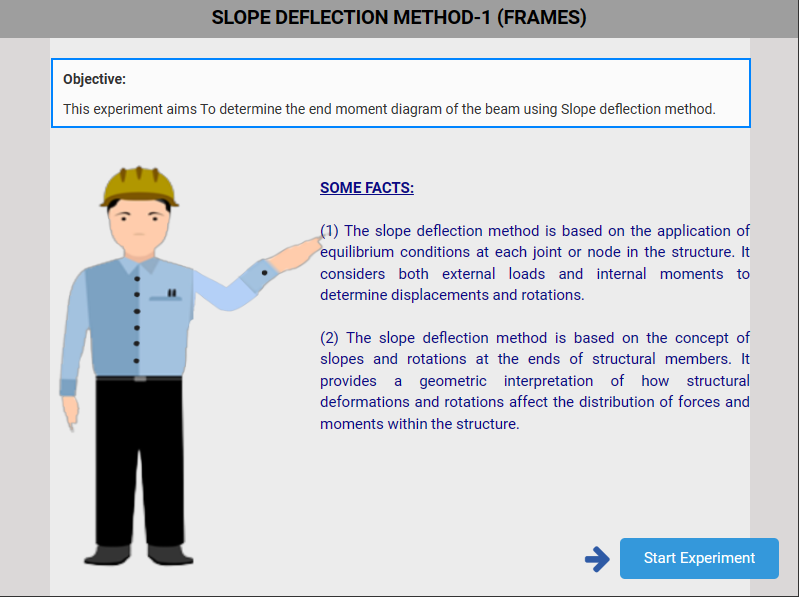 SLOPE DEFLECTION METHOD-1 (FRAMES)
Objective:
This experiment aims To determine the end moment diagram of the beam using Slope deflection method.
SOME FACTS:
(1) The slope deflection method is based on the application of
equilibrium conditions at each joint or node in the structure. It
considers both external loads and internal moments to
determine displacements and rotations.
(2) The slope deflection method is based on the concept of
slopes and rotations at the ends of structural members. It
provides a geometric interpretation of how structural
deformations and rotations affect the distribution of forces and
moments within the structure.
Start Experiment